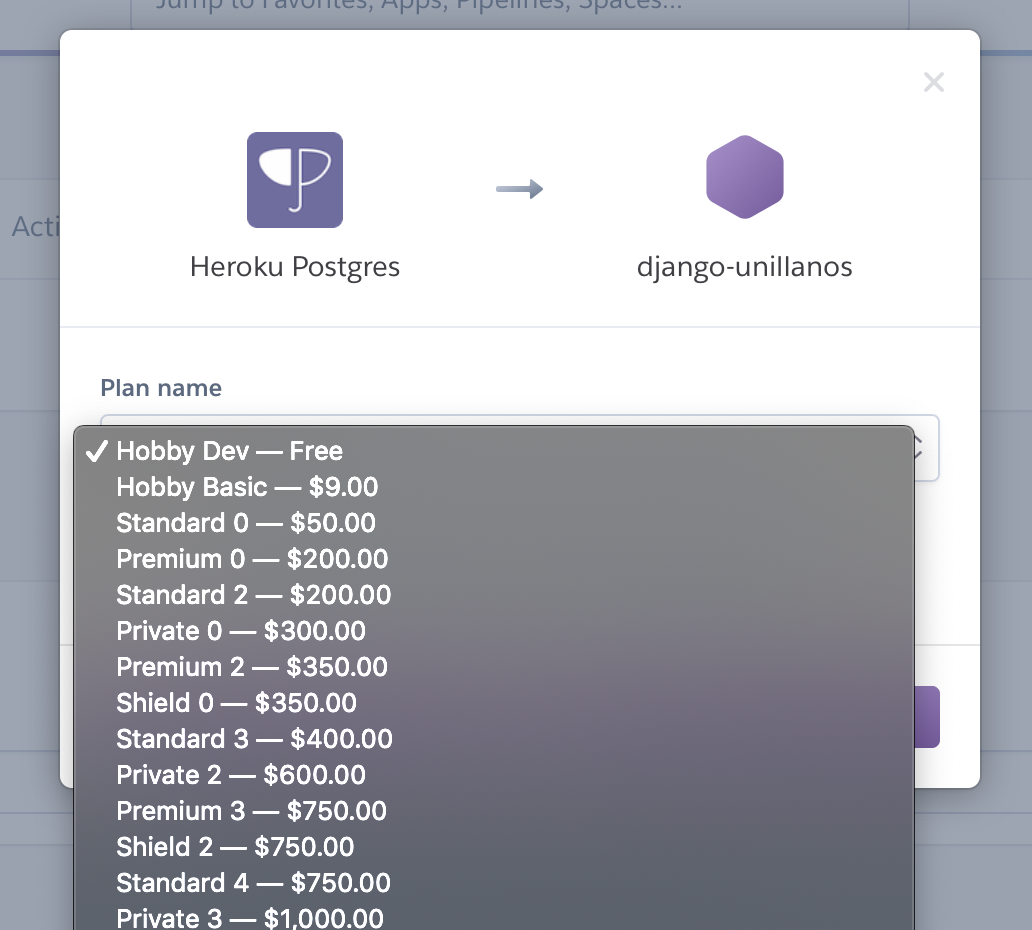 Jump to Favorites, Apps, Pipelines, Spaces...
Acti
Heroku Postgres
django-unillanos
Plan name
✓ Hobby Dev — Free
Hobby Basic — $9.00
Standard 0 — $50.00
Premium 0 — $200.00
Standard 2 — $200.00
Private 0 — $300.00
Premium 2 — $350.00
Shield 0 — $350.00
Standard 3 — $400.00
Private 2 — $600.00
Premium 3 — $750.00
Shield 2 — $750.00
Standard 4 — $750.00
Private 3 — $1,000.00